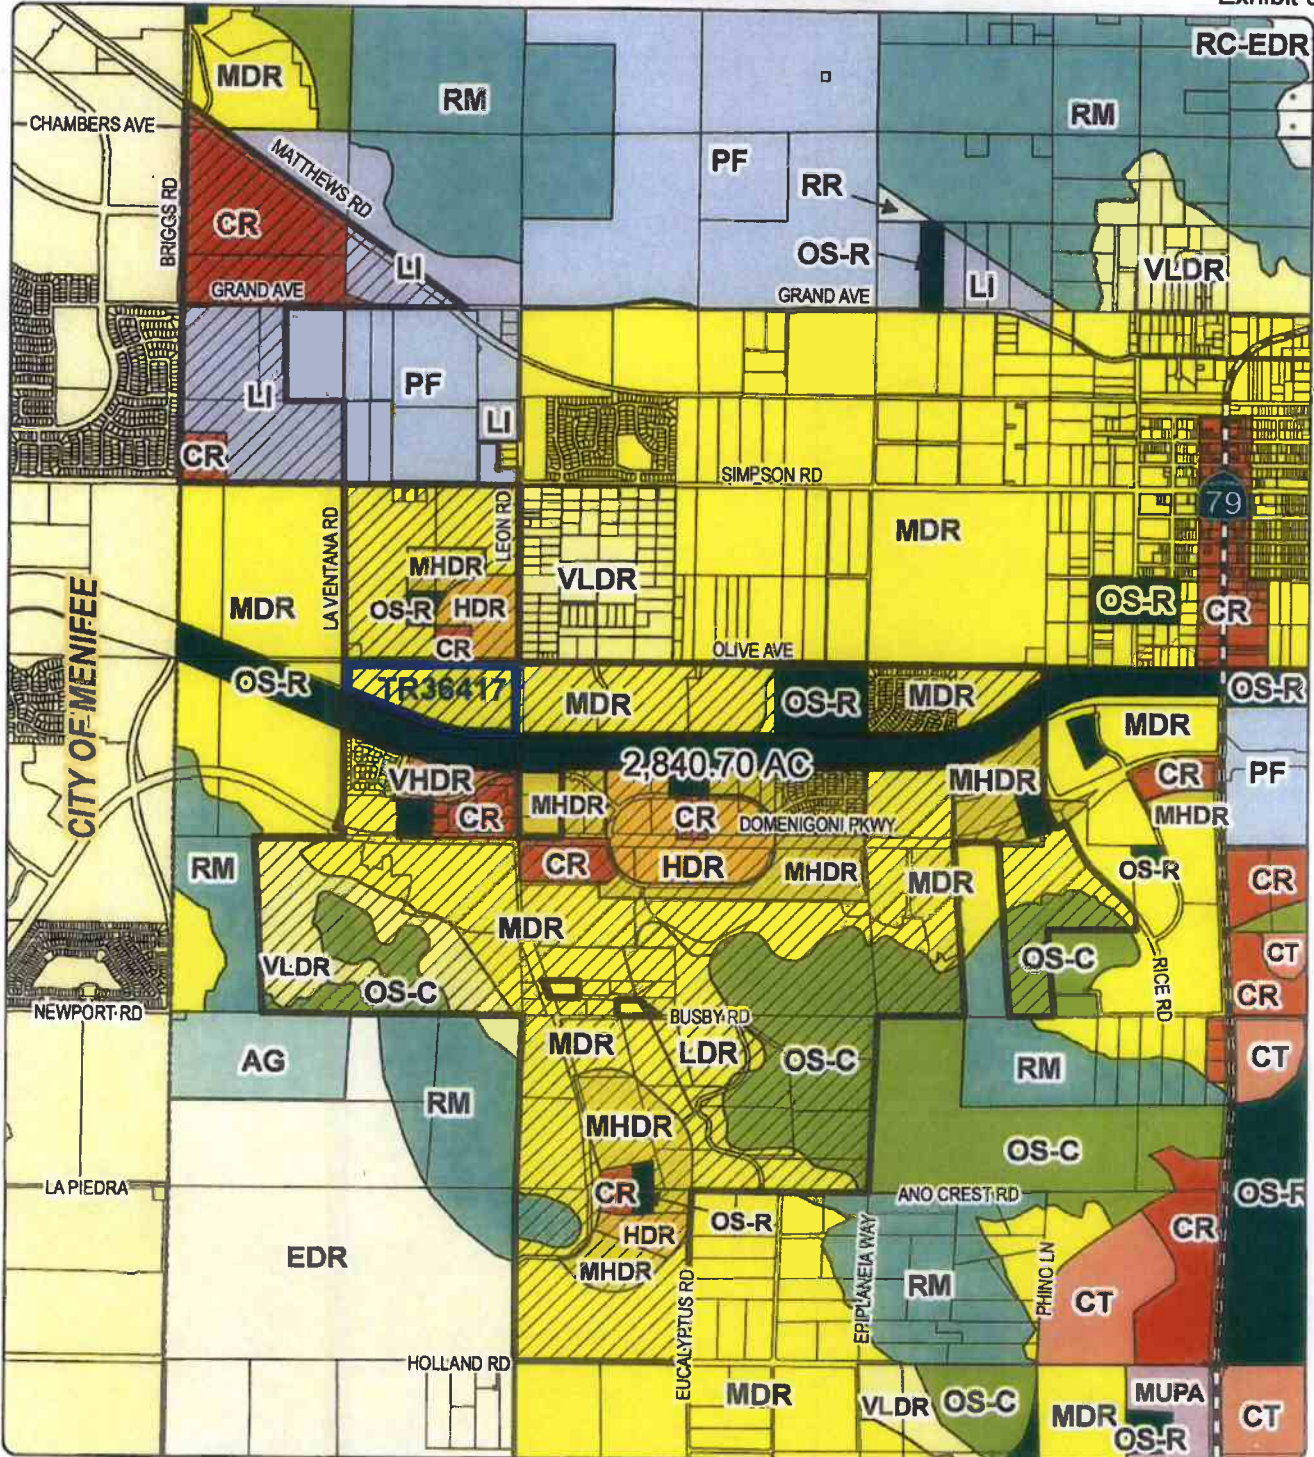 Exhibit
RC-EDR
MDR
RM
RM
CHAMBERS AVE
MATTHEWS RD
PF
RR
BRIGGS RD
CR
LI
OS-R
LI
VLDR
GRAND AVE
GRAND AVE
LI
PF
LI
CR
SIMPSON RD
79
LA VENTANA RD
LEON RD
MDR
MHDR
VLDR
CITY OF MENIFEE
MDR
OS-R
HDR
OS-R
CR
CR
OLIVE AVE
OS-R
TR36417
MDR
OS-R
MDR
OS-R
MDR
2,840.70 AC
VHDR
MHDR
CR
PF
MHDR
CR
CR
DOMENIGONI PKWY
MHDR
RM
CR
HDR
MHDR
MDR
OS-R
CR
MDR
VLDR
OS-C
OS-C
CT
RICE RD
CR
NEWPORT RD
BUSBY RD
MDR
LDR
OS-C
AG
RM
CT
RM
MHDR
OS-C
LA PIEDRA
CR
ANO CREST RD
OS-R
OS-R
HDR
CR
EDR
MHDR
EPIPLANEIA WAY
RM
PHINO LN
CT
EUCALYPTUS RD
HOLLAND RD
MDR
VLDR
OS-C
MDR
MUPA
OS-R
CT